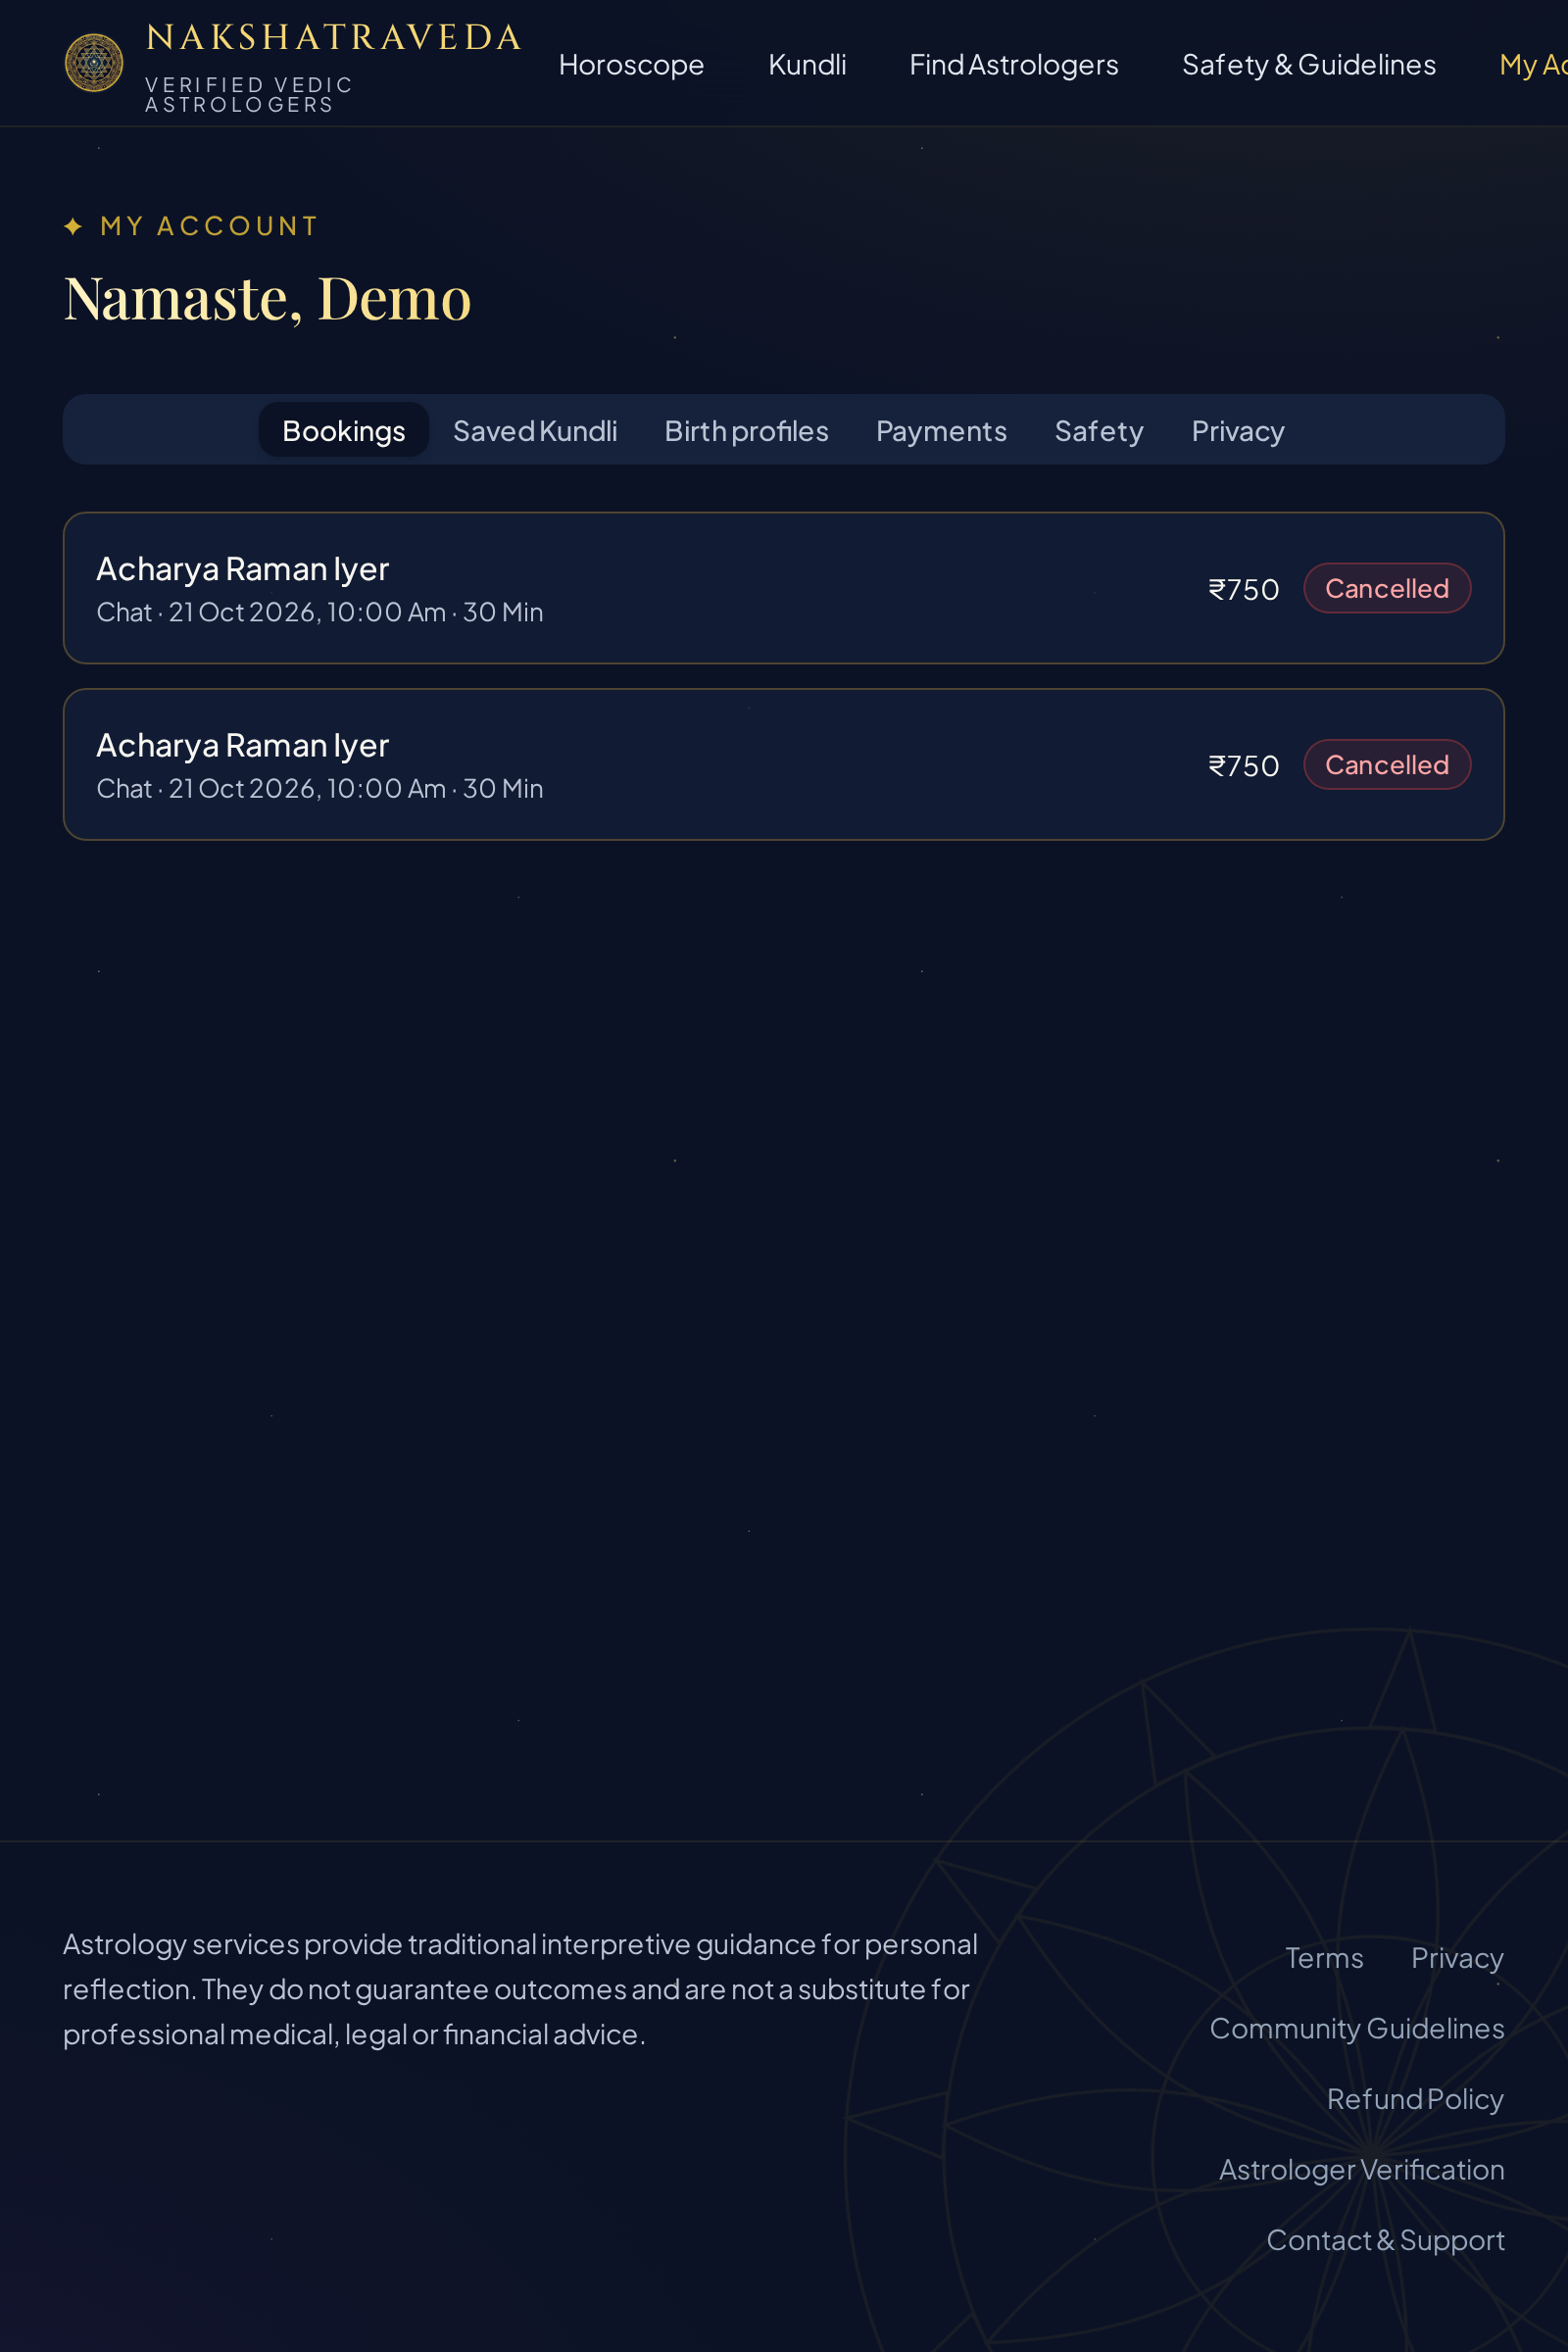 NAKSHATRAVEDA
VERIFIED VEDIC
ASTROLOGERS
Horoscope
Kundli
Find Astrologers
Safety & Guidelines
My Ac
✦ MY ACCOUNT
Namaste, Demo
Bookings
Saved Kundli
Birth profiles
Payments
Safety
Privacy
Acharya Raman Iyer
Chat · 21 Oct 2026, 10:00 Am · 30 Min
₹750
Cancelled
Acharya Raman Iyer
Chat · 21 Oct 2026, 10:00 Am · 30 Min
₹750
Cancelled
Astrology services provide traditional interpretive guidance for personal
reflection. They do not guarantee outcomes and are not a substitute for
professional medical, legal or financial advice.
Terms
Privacy
Community Guidelines
Refund Policy
Astrologer Verification
Contact & Support